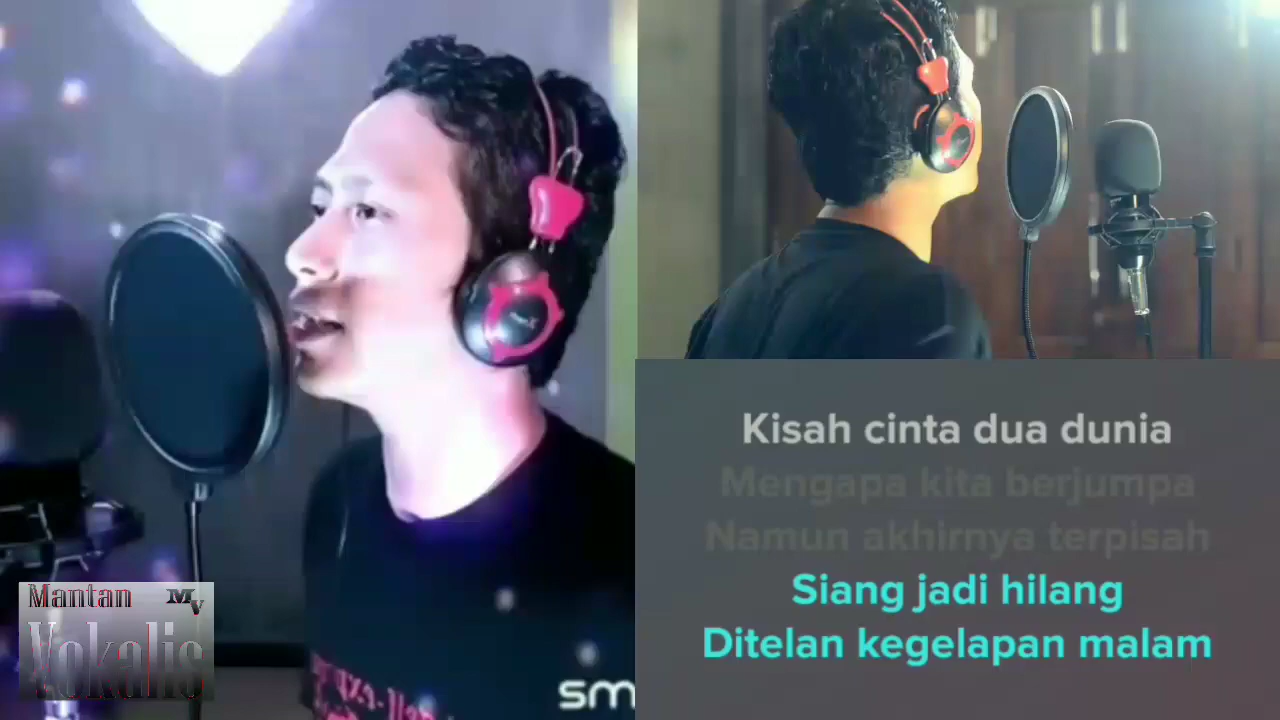 Kisah cinta dua dunia
Mengapa kita berjumpa
Namun akhirnya terpisah
Siang jadi hilang
Ditelan kegelapan malam
Mantan MV
Vokalis
sm